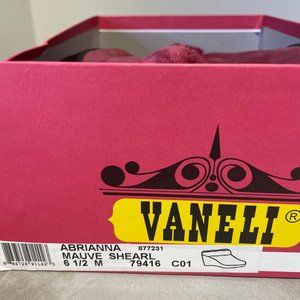 VANELI ®
ABRIANNA 877231
MAUVE SHEARL
6 1/2 M 79416 C01